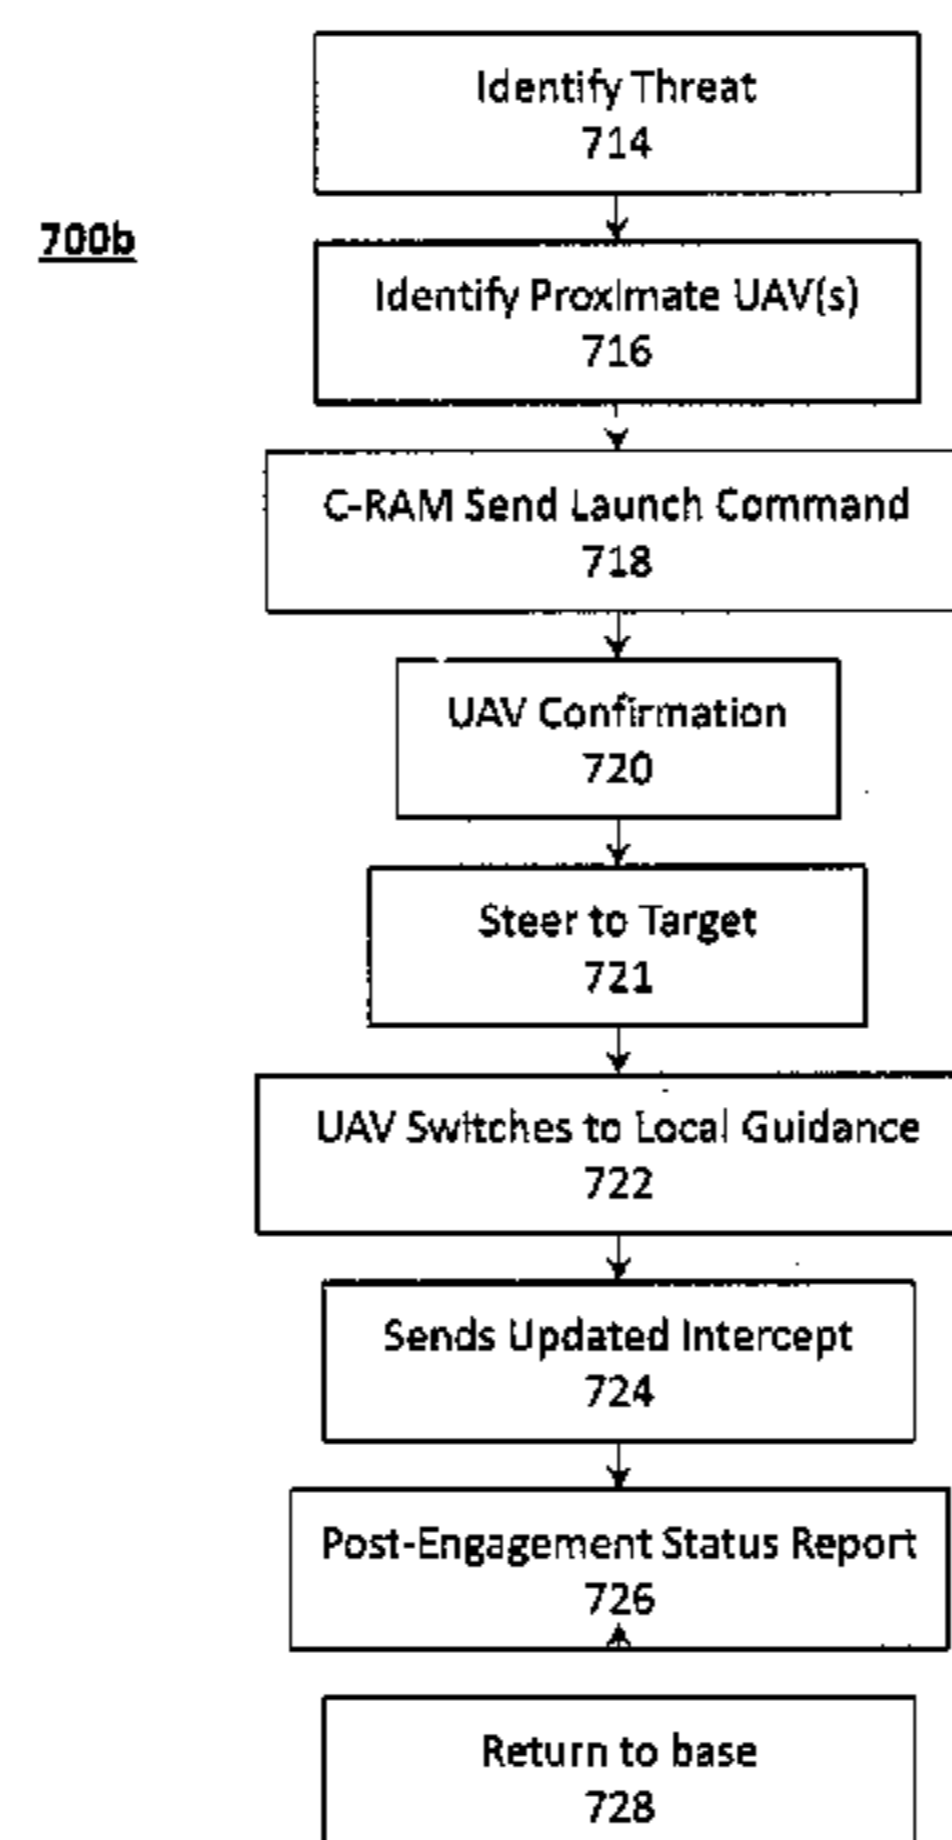 Identify Threat
714
700b
Identify Proximate UAV(s)
716
C-RAM Send Launch Command
718
UAV Confirmation
720
Steer to Target
721
UAV Switches to Local Guidance
722
Sends Updated Intercept
724
Post-Engagement Status Report
726
Return to base
728